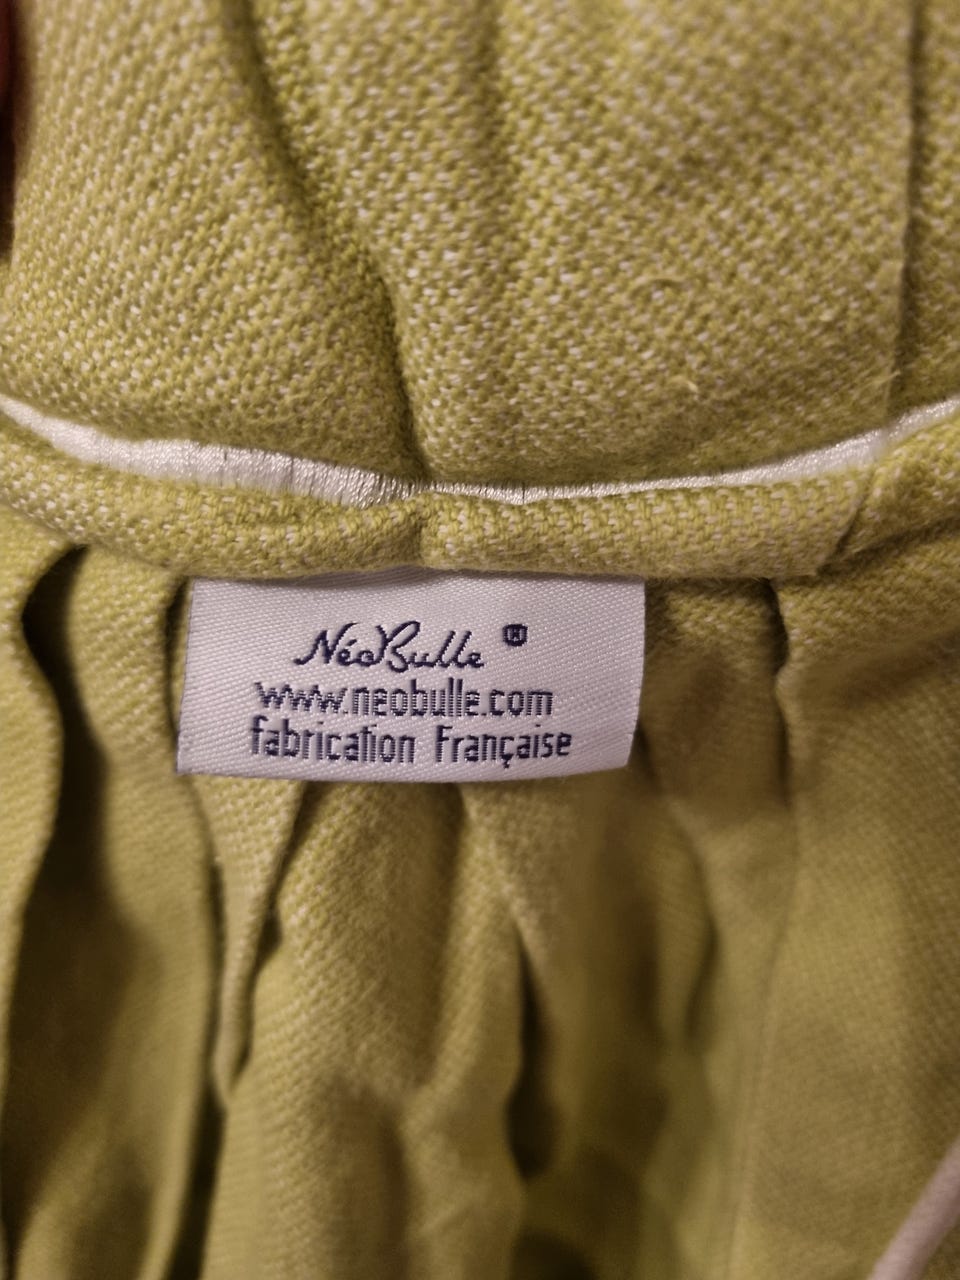 NéoBulle ®
www.neobulle.com
fabrication Française